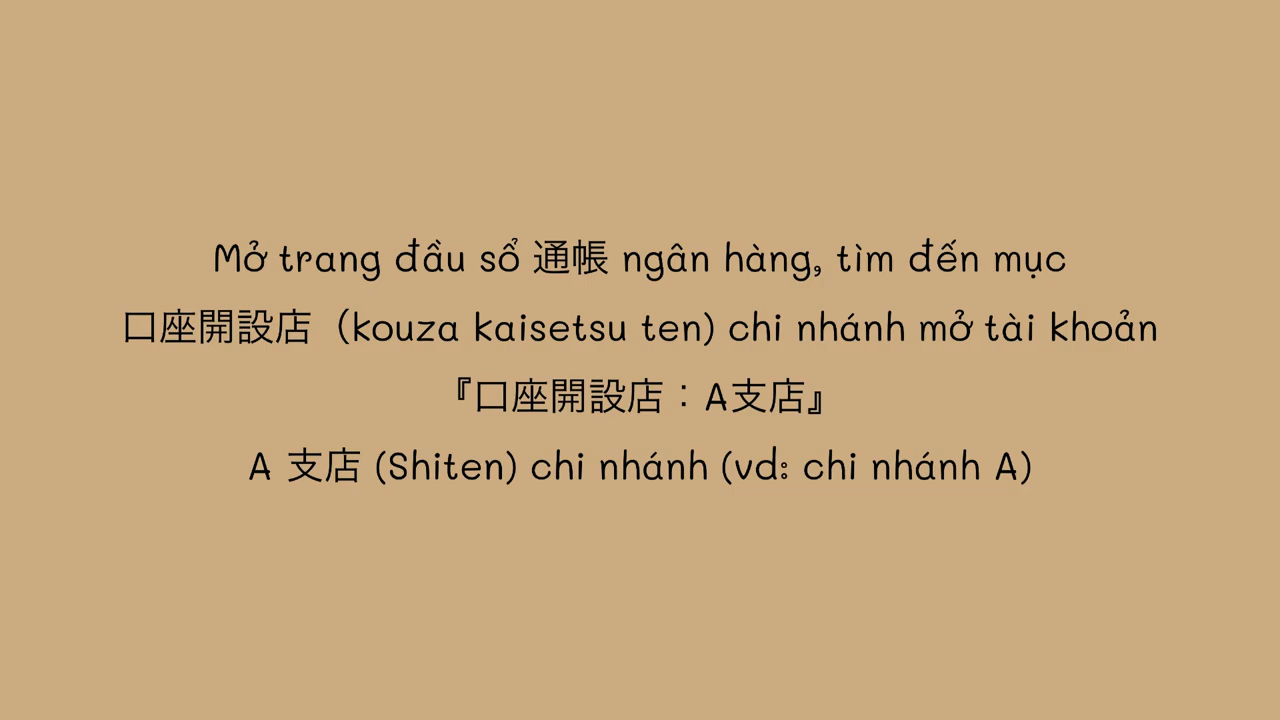 Mở trang đầu sổ 通帳 ngân hàng, tìm đến mục
口座開設店（kouza kaisetsu ten) chi nhánh mở tài khoản
『口座開設店：A支店』
A 支店 (Shiten) chi nhánh (vd: chi nhánh A)